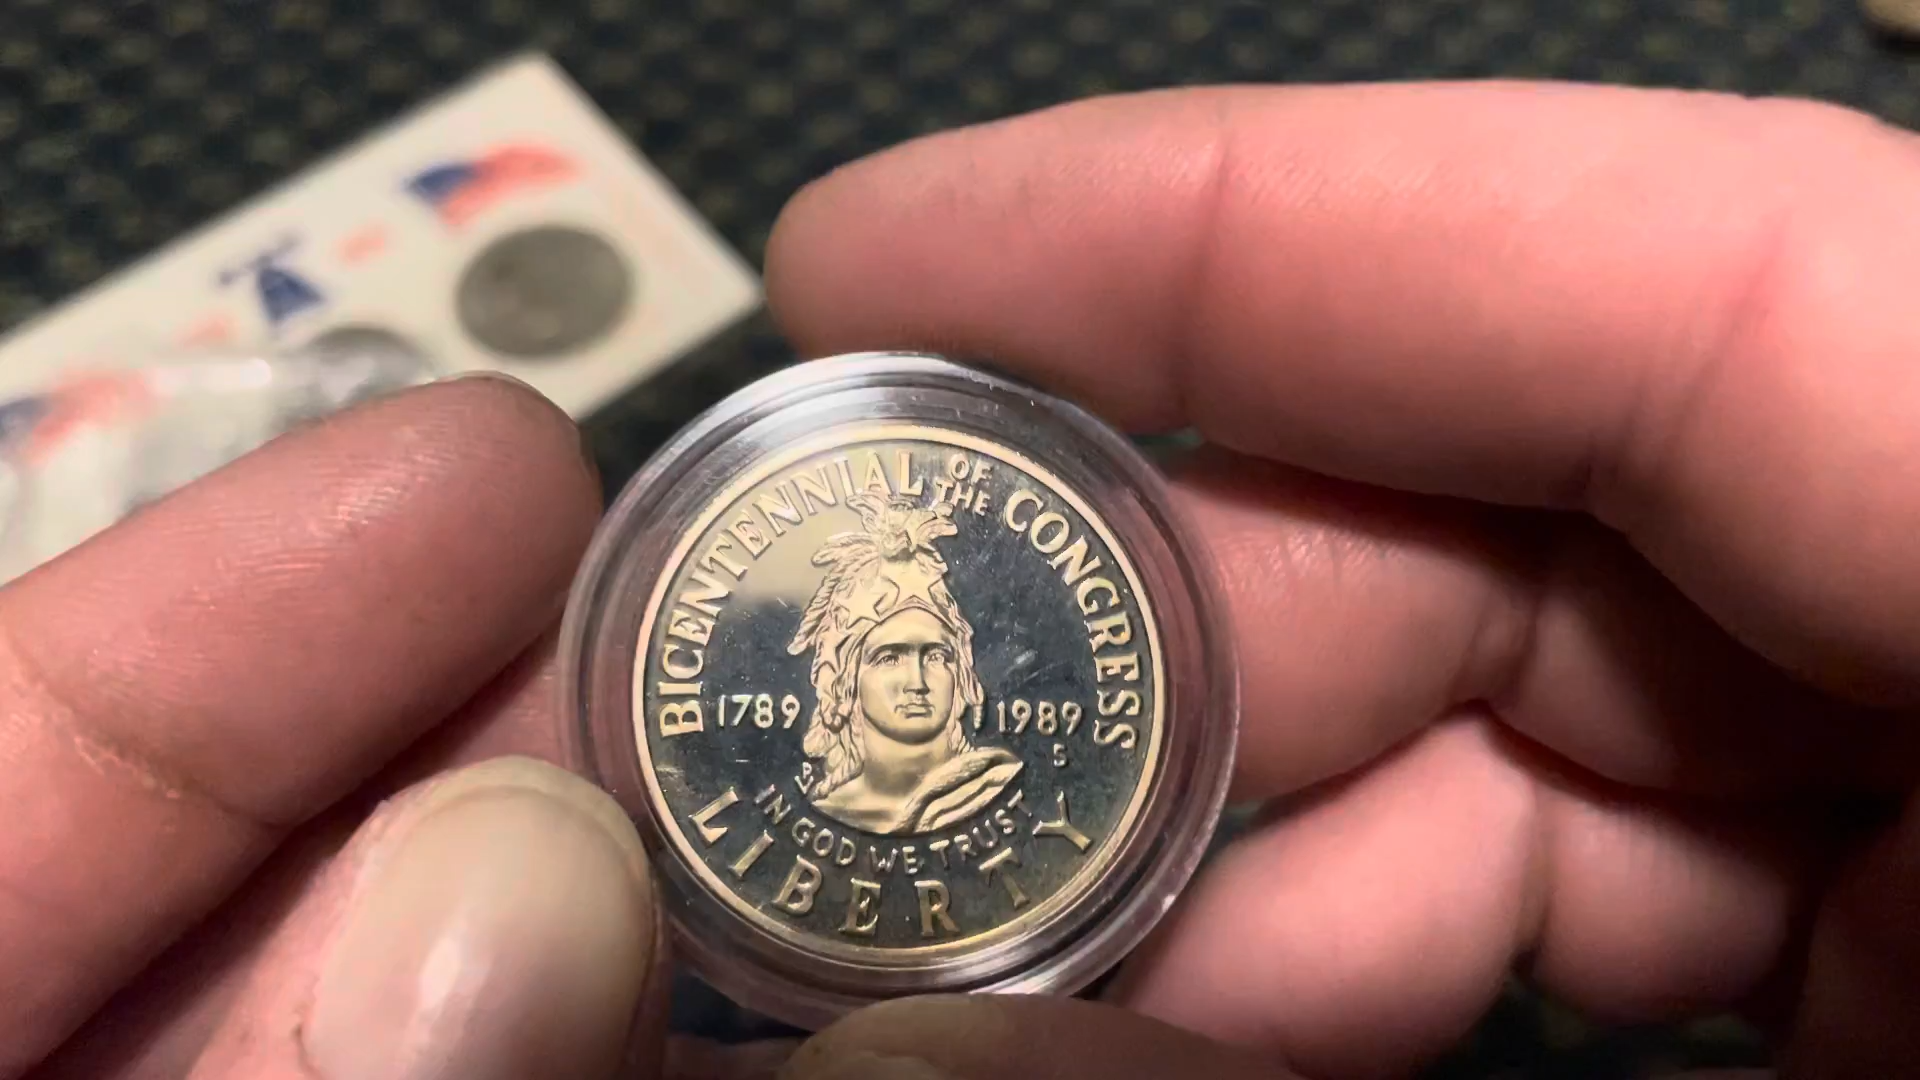 BICENTENNIAL OF THE CONGRESS
1789 1989
S
IN GOD WE TRUST
LIBERTY